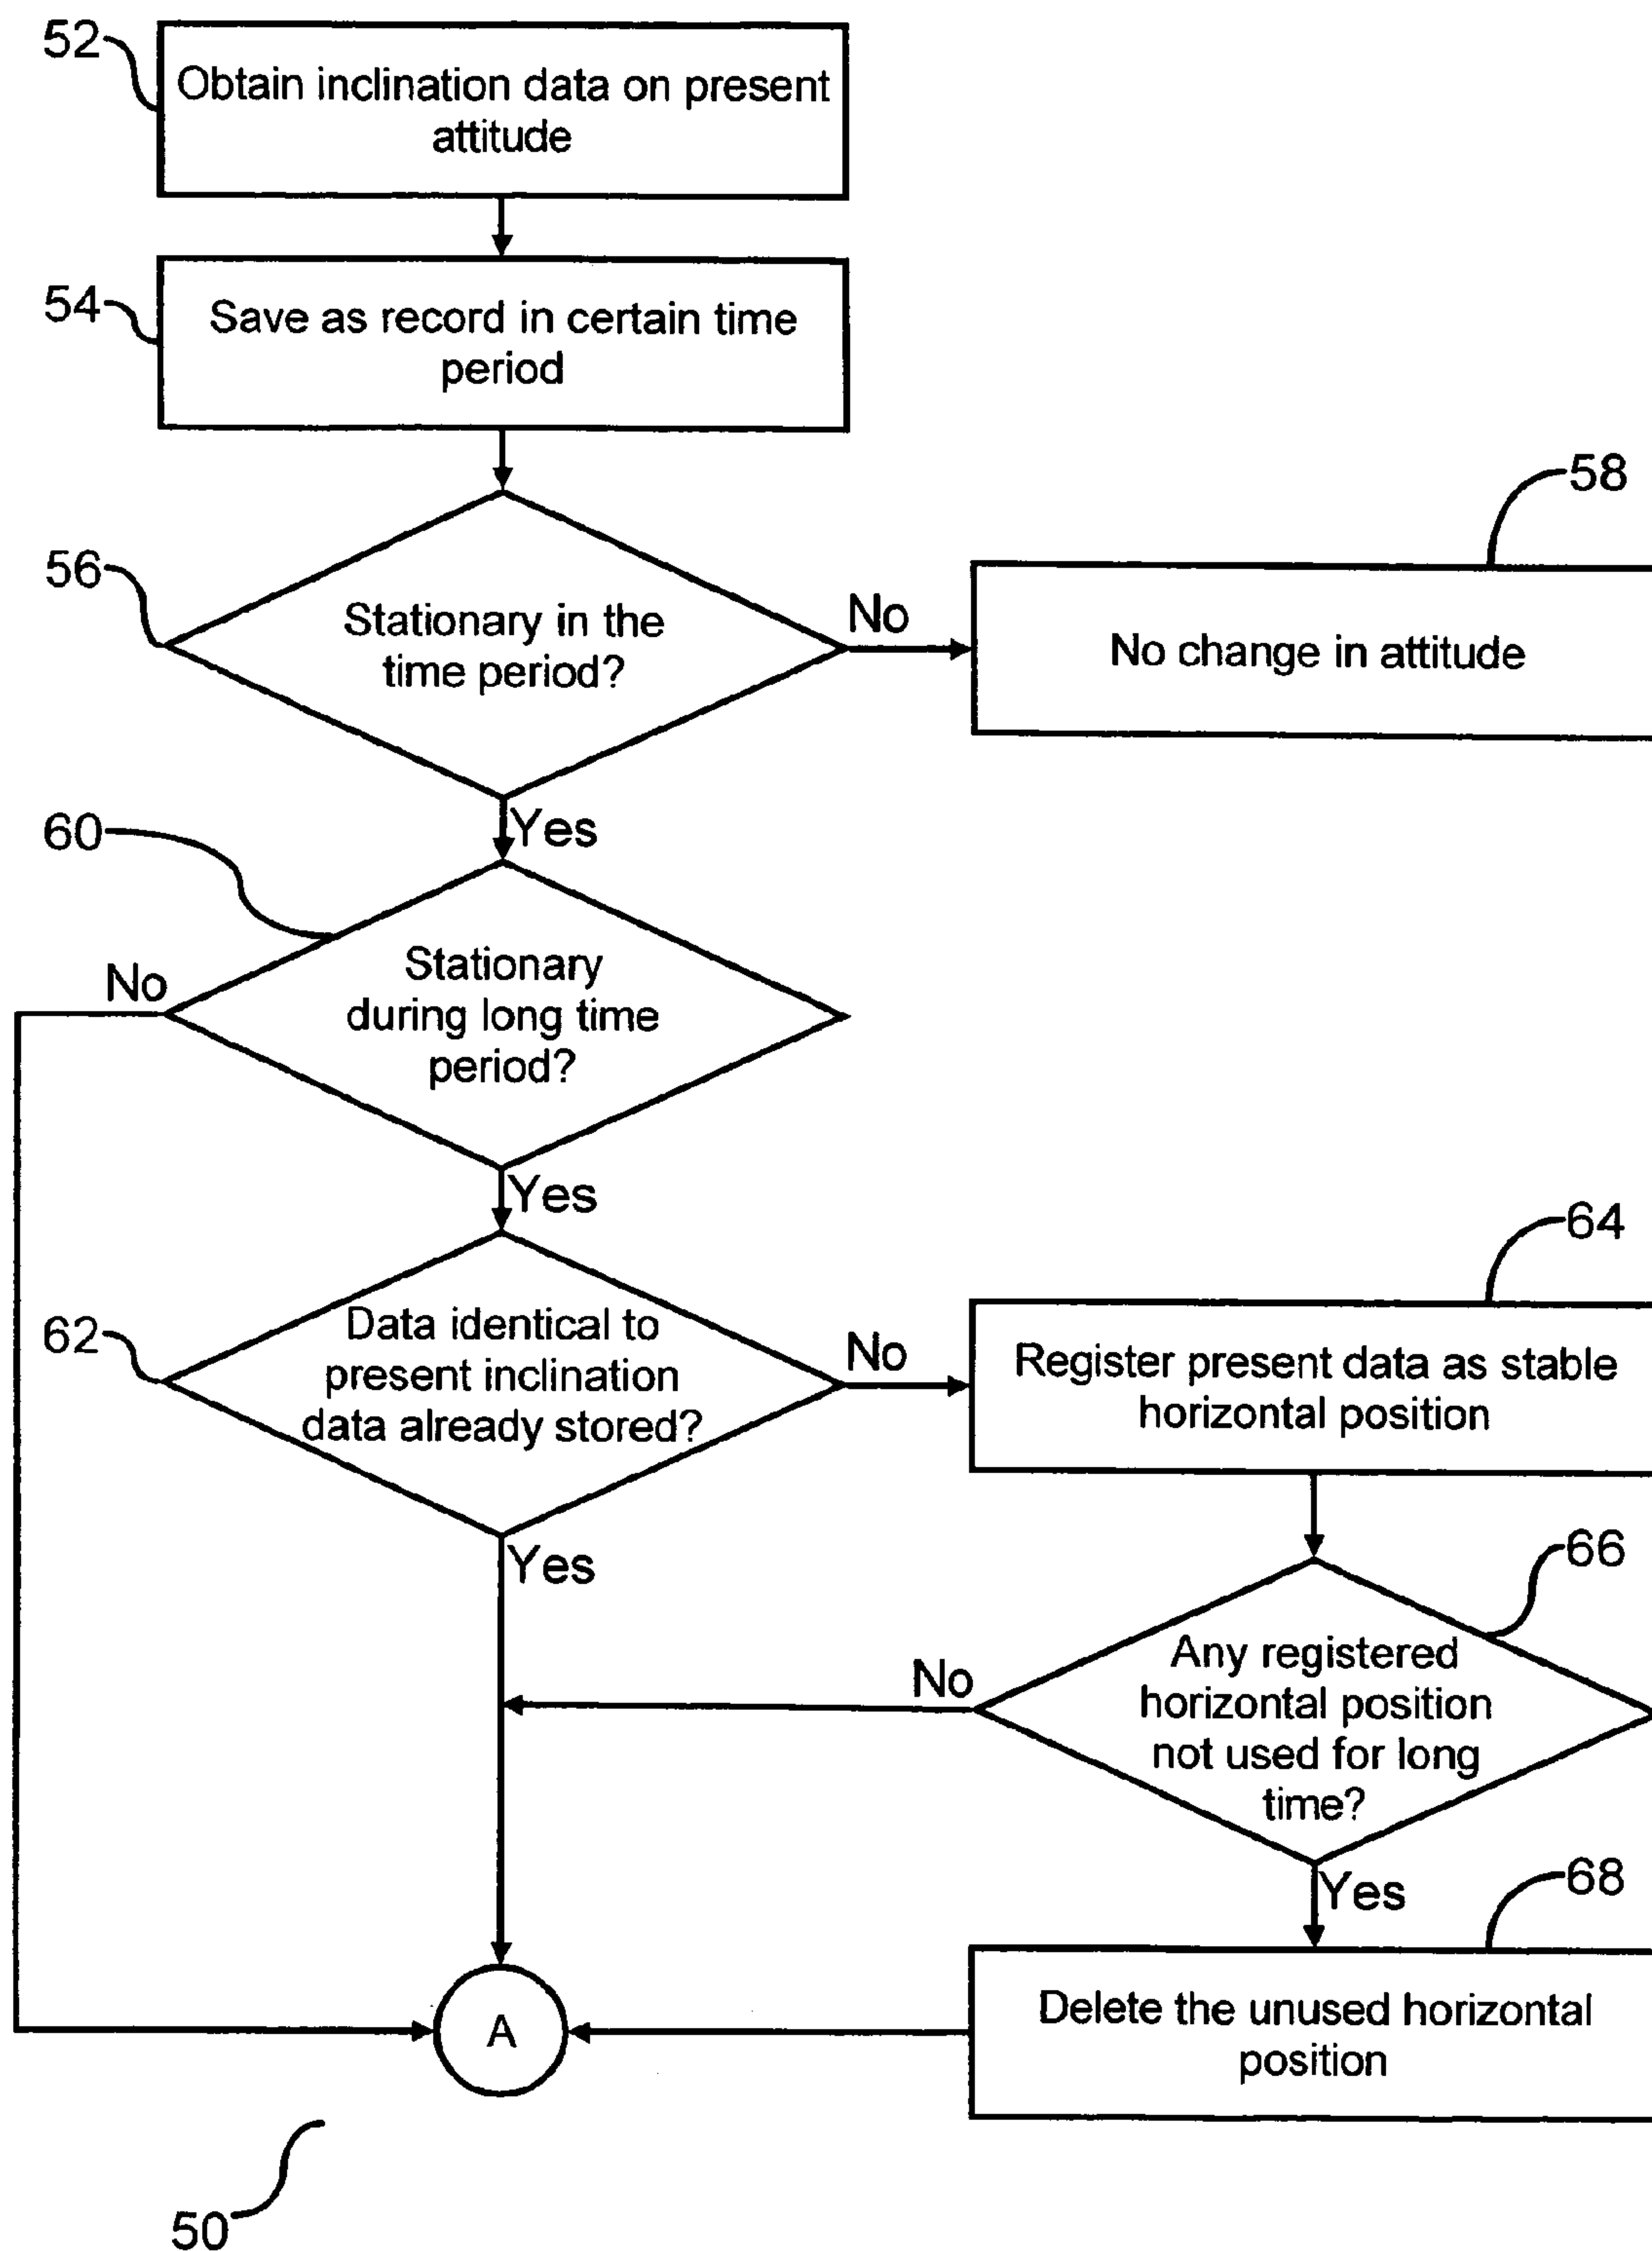 52
Obtain inclination data on present
attitude
54
Save as record in certain time
period
58
56
Stationary in the
time period?
No
No change in attitude
Yes
60
No
Stationary
during long time
period?
Yes
64
62
Data identical to
present inclination
data already stored?
No
Register present data as stable
horizontal position
Yes
66
No
Any registered
horizontal position
not used for long
time?
Yes
68
A
Delete the unused horizontal
position
50